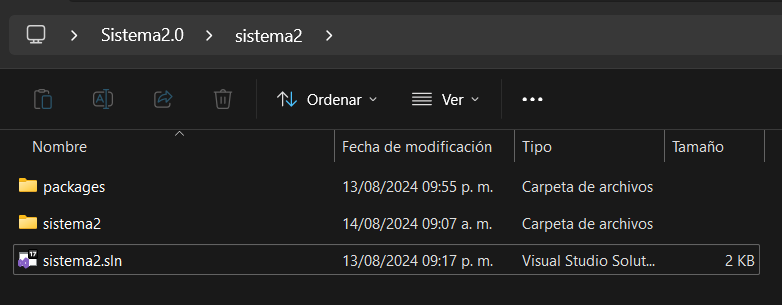 Sistema2.0 sistema2
Ordenar Ver
Nombre Fecha de modificación Tipo Tamaño
packages 13/08/2024 09:55 p. m. Carpeta de archivos
sistema2 14/08/2024 09:07 a. m. Carpeta de archivos
17 sistema2.sln 13/08/2024 09:17 p. m. Visual Studio Solut... 2 KB